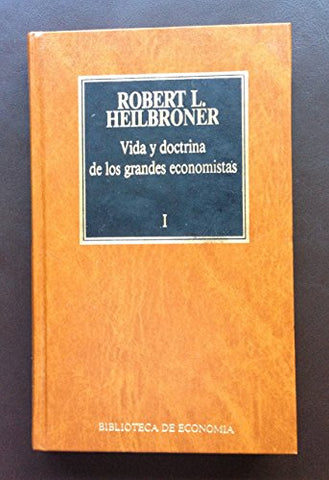 ROBERT L.
HEILBRONER
Vida y doctrina
de los grandes economistas
I
BIBLIOTECA DE ECONOMIA